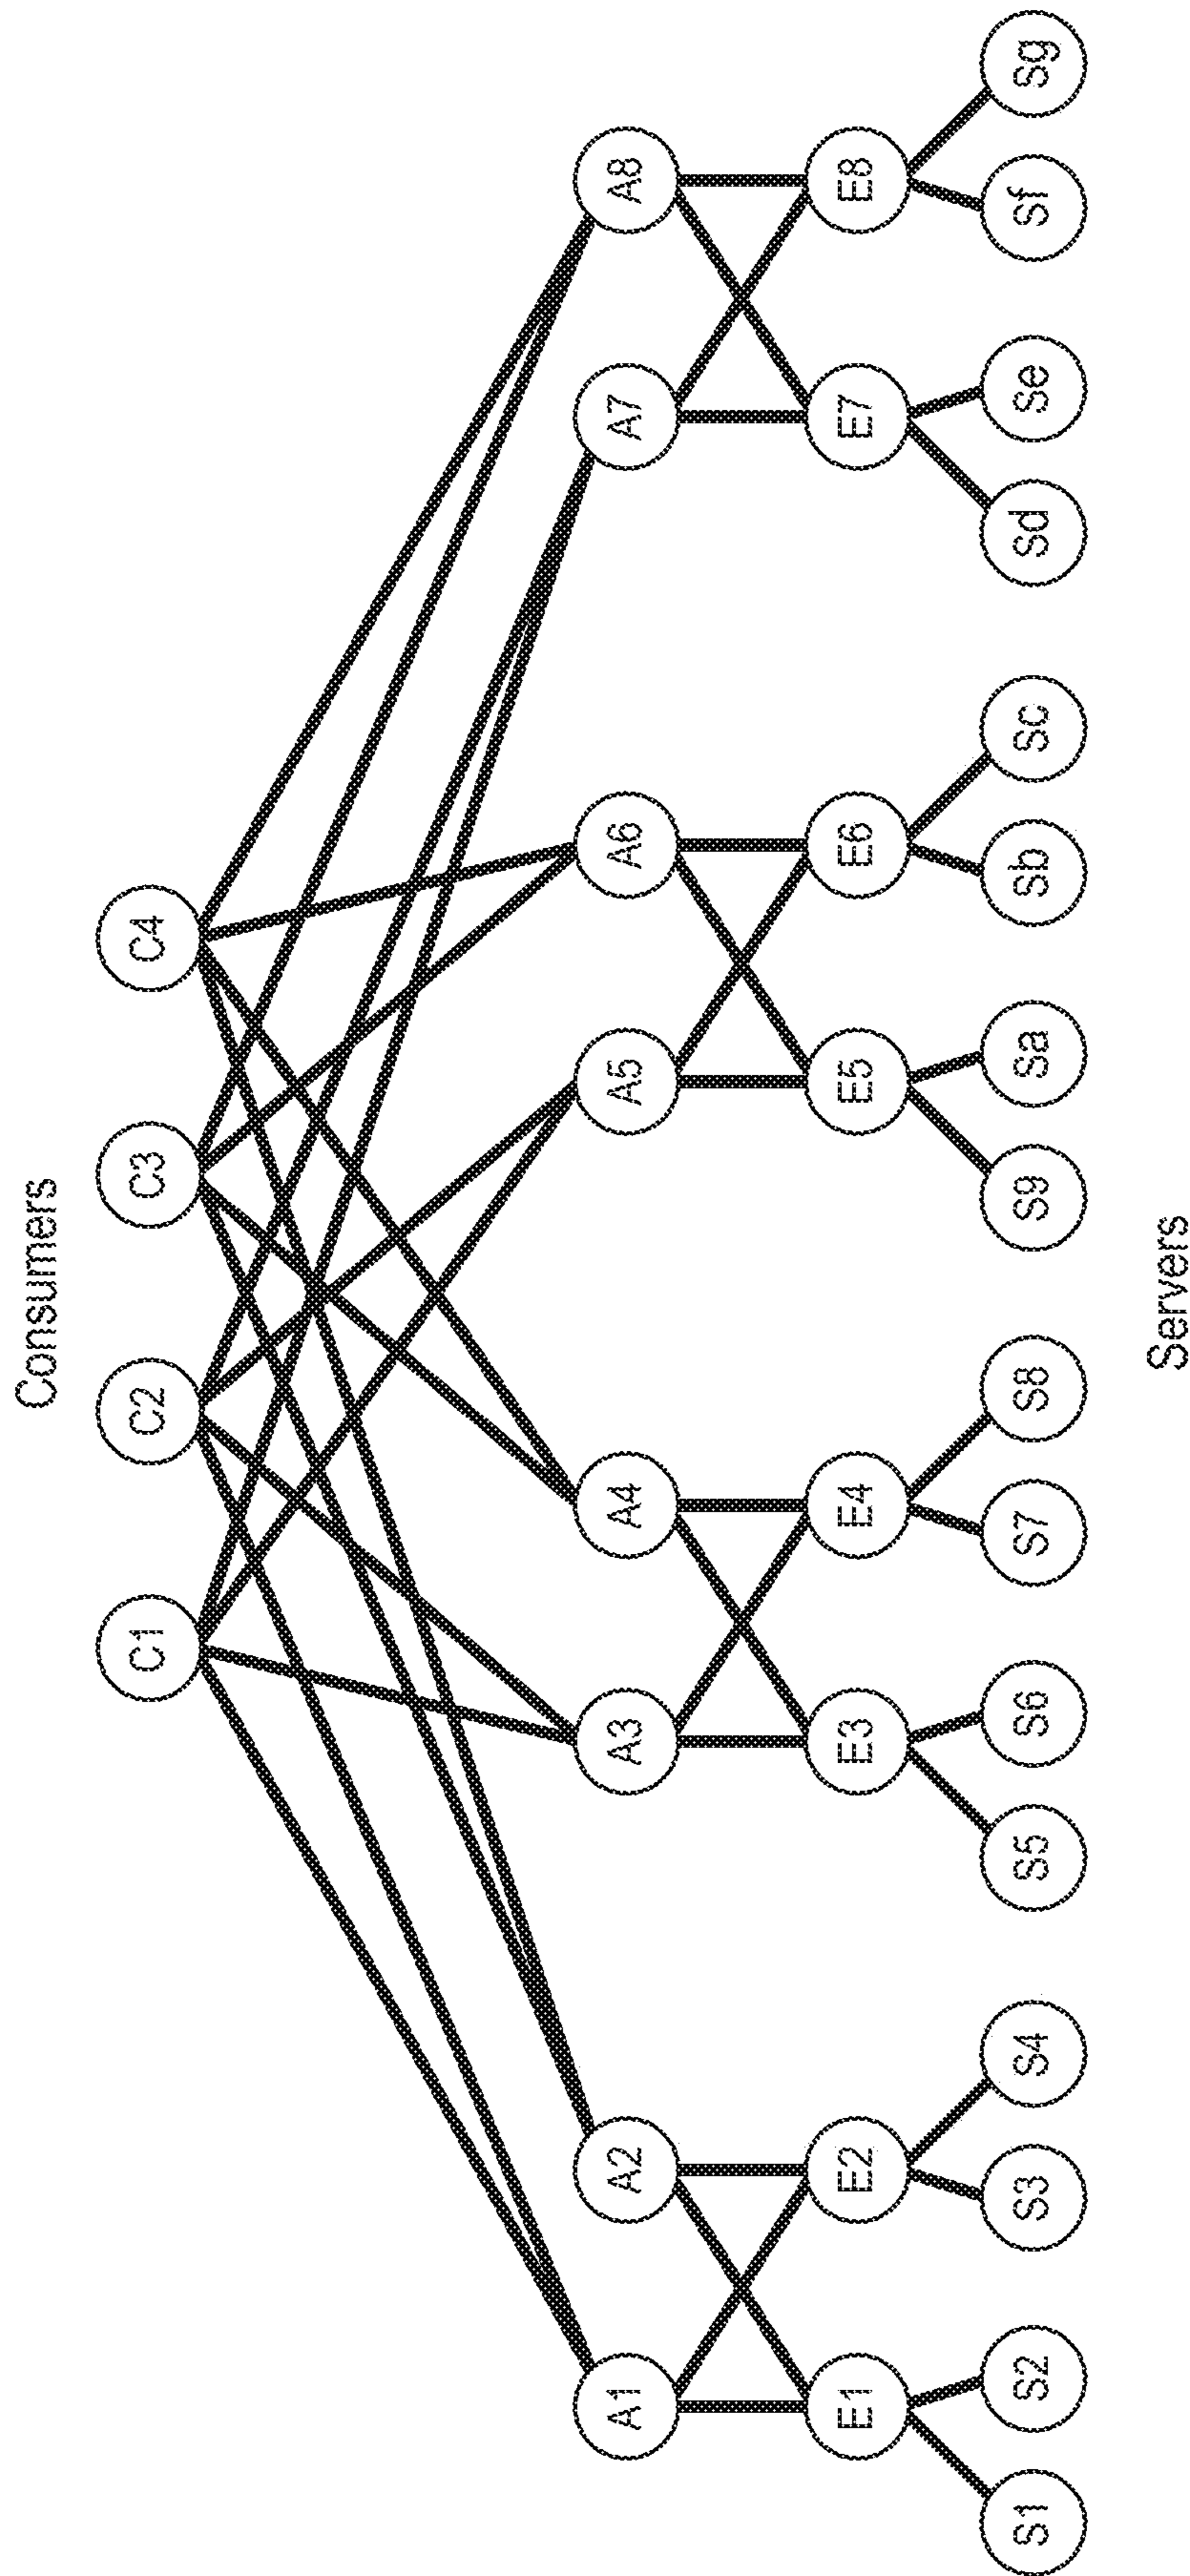 Consumers
C1 C2 C3 C4
A1 A2 A3 A4 A5 A6 A7 A8
E1 E2 E3 E4 E5 E6 E7 E8
S1 S2 S3 S4 S5 S6 S7 S8 S9 Sa Sb Sc Sd Se Sf Sg
Servers